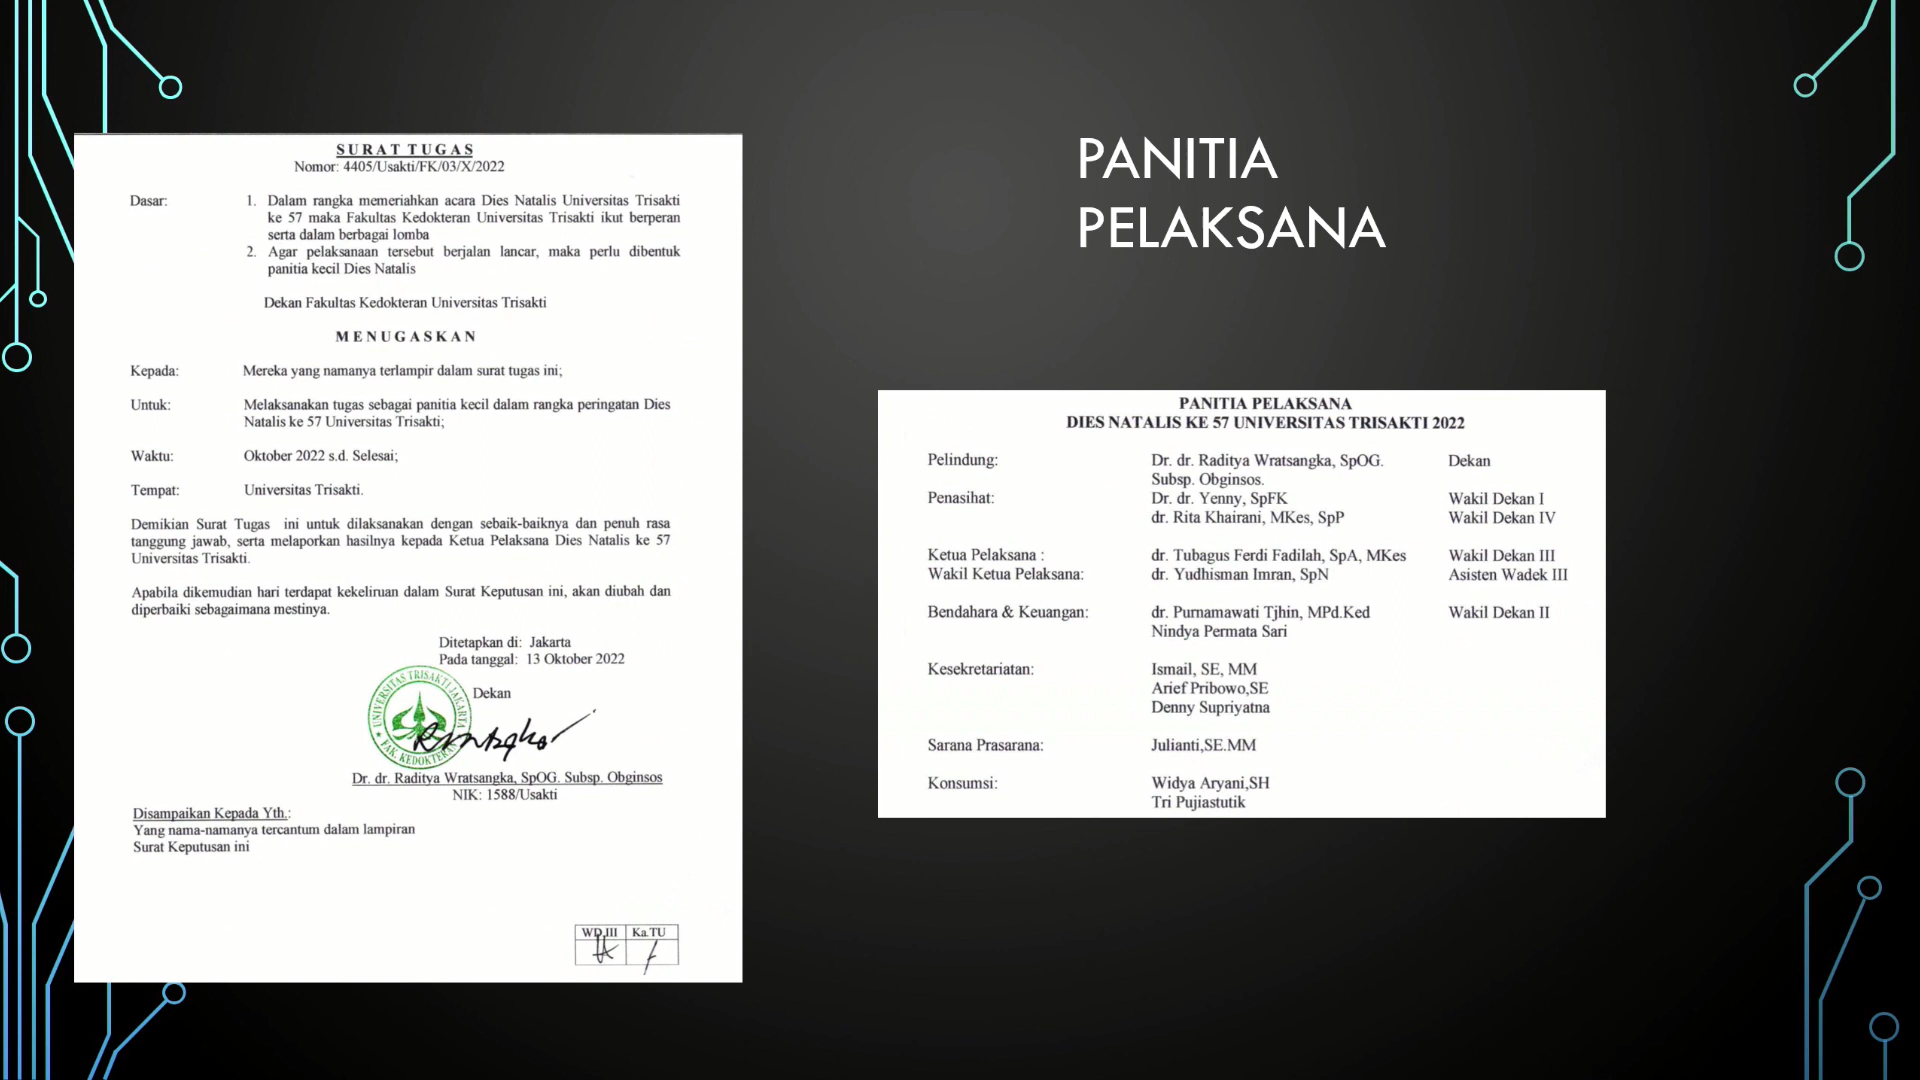 SURAT TUGAS
Nomor: 4405/Usakti/FK/03/X/2022
Dasar: 1. Dalam rangka memeriahkan acara Dies Natalis Universitas Trisakti
ke 57 maka Fakultas Kedokteran Universitas Trisakti ikut berperan
serta dalam berbagai lomba
2. Agar pelaksanaan tersebut berjalan lancar, maka perlu dibentuk
panitia kecil Dies Natalis
Dekan Fakultas Kedokteran Universitas Trisakti
MENUGASKAN
Kepada: Mereka yang namanya terlampir dalam surat tugas ini;
Untuk: Melaksanakan tugas sebagai panitia kecil dalam rangka peringatan Dies
Natalis ke 57 Universitas Trisakti;
Waktu: Oktober 2022 s.d. Selesai;
Tempat: Universitas Trisakti.
Demikian Surat Tugas ini untuk dilaksanakan dengan sebaik-baiknya dan penuh rasa
tanggung jawab, serta melaporkan hasilnya kepada Ketua Pelaksana Dies Natalis ke 57
Universitas Trisakti.
Apabila dikemudian hari terdapat kekeliruan dalam Surat Keputusan ini, akan diubah dan
diperbaiki sebagaimana mestinya.
Ditetapkan di: Jakarta
Pada tanggal: 13 Oktober 2022
Dekan
UNIVERSITAS TRISAKTI JAKARTA
FAK. KEDOKTERAN
Dr. dr. Raditya Wratsangka, SpOG. Subsp. Obginsos
NIK: 1588/Usakti
Disampaikan Kepada Yth.:
Yang nama-namanya tercantum dalam lampiran
Surat Keputusan ini
WD.III Ka.TU
PANITIA
PELAKSANA
PANITIA PELAKSANA
DIES NATALIS KE 57 UNIVERSITAS TRISAKTI 2022
Pelindung: Dr. dr. Raditya Wratsangka, SpOG. Dekan
Subsp. Obginsos.
Penasihat: Dr. dr. Yenny, SpFK Wakil Dekan I
dr. Rita Khairani, MKes, SpP Wakil Dekan IV
Ketua Pelaksana : dr. Tubagus Ferdi Fadilah, SpA, MKes Wakil Dekan III
Wakil Ketua Pelaksana: dr. Yudhisman Imran, SpN Asisten Wadek III
Bendahara & Keuangan: dr. Purnamawati Tjhin, MPd.Ked Wakil Dekan II
Nindya Permata Sari
Kesekretariatan: Ismail, SE, MM
Arief Pribowo,SE
Denny Supriyatna
Sarana Prasarana: Julianti,SE.MM
Konsumsi: Widya Aryani,SH
Tri Pujiastutik